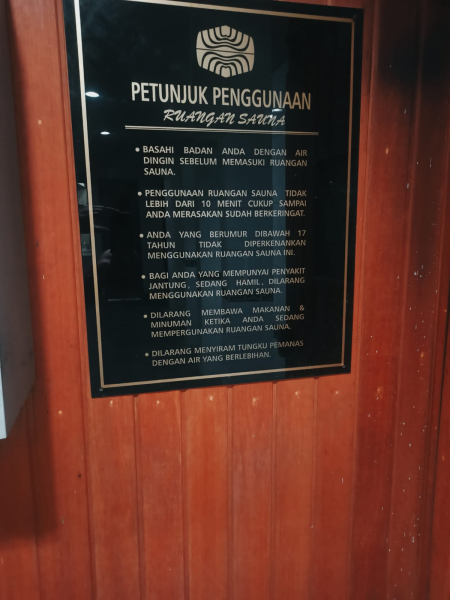 PETUNJUK PENGGUNAAN
RUANGAN SAUNA
• BASAHI BADAN ANDA DENGAN AIR
DINGIN SEBELUM MEMASUKI RUANGAN
SAUNA.
• PENGGUNAAN RUANGAN SAUNA TIDAK
LEBIH DARI 10 MENIT CUKUP SAMPAI
ANDA MERASAKAN SUDAH BERKERINGAT.
• ANDA YANG BERUMUR DIBAWAH 17
TAHUN TIDAK DIPERKENANKAN
MENGGUNAKAN RUANGAN SAUNA INI.
• BAGI ANDA YANG MEMPUNYAI PENYAKIT
JANTUNG, SEDANG HAMIL, DILARANG
MENGGUNAKAN RUANGAN SAUNA.
• DILARANG MEMBAWA MAKANAN &
MINUMAN KETIKA ANDA SEDANG
MEMPERGUNAKAN RUANGAN SAUNA.
• DILARANG MENYIRAM TUNGKU PEMANAS
DENGAN AIR YANG BERLEBIHAN.